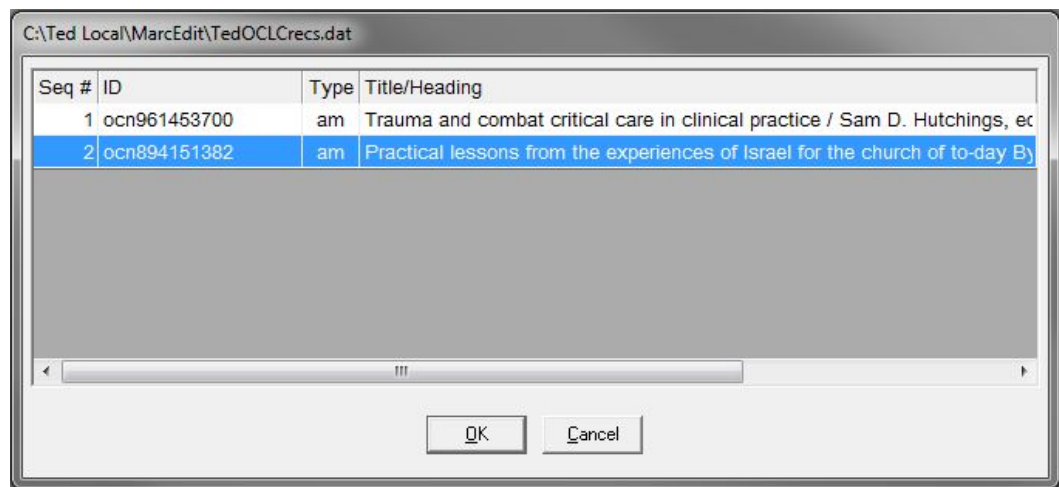 C:\Ted Local\MarcEdit\TedOCLCrecs.dat
Seq # ID Type Title/Heading
1 ocn961453700 am Trauma and combat critical care in clinical practice / Sam D. Hutchings, ec
2 ocn894151382 am Practical lessons from the experiences of Israel for the church of to-day By
OK Cancel